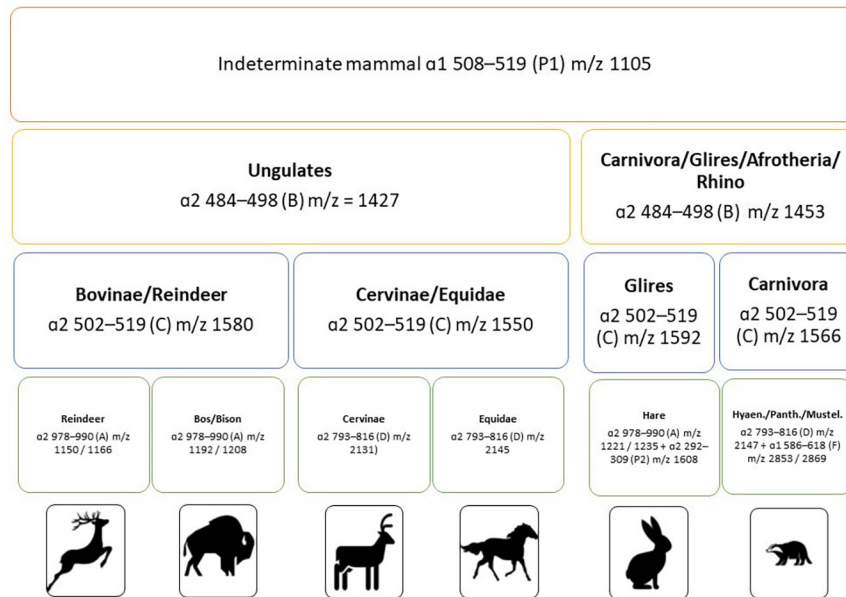 Indeterminate mammal α1 508–519 (P1) m/z 1105
Ungulates
α2 484–498 (B) m/z = 1427
Carnivora/Glires/Afrotheria/
Rhino
α2 484–498 (B) m/z 1453
Bovinae/Reindeer
α2 502–519 (C) m/z 1580
Cervinae/Equidae
α2 502–519 (C) m/z 1550
Glires
α2 502–519
(C) m/z 1592
Carnivora
α2 502–519
(C) m/z 1566
Reindeer
α2 978–990 (A) m/z
1150 / 1166
Bos/Bison
α2 978–990 (A) m/z
1192 / 1208
Cervinae
α2 793–816 (D) m/z
2131)
Equidae
α2 793–816 (D) m/z
2145
Hare
α2 978–990 (A) m/z
1221 / 1235 + α2 292–
309 (P2) m/z 1608
Hyaen./Panth./Mustel.
α2 793–816 (D) m/z
2147 + α1 586–618 (F)
m/z 2853 / 2869